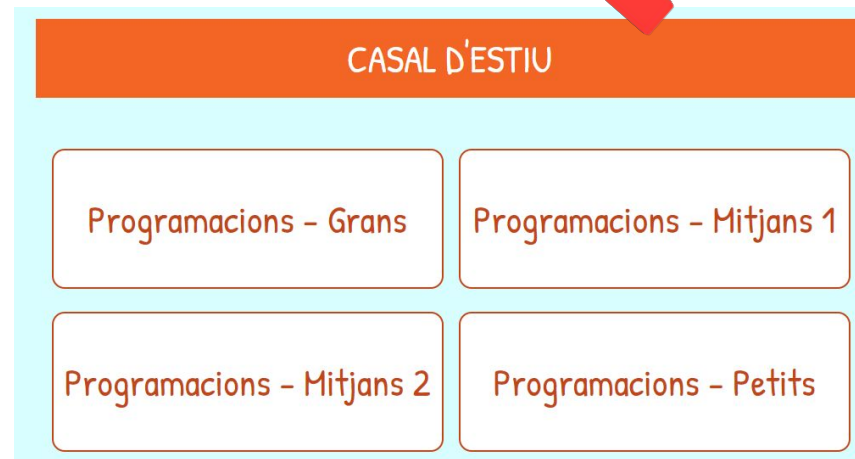 CASAL D'ESTIU
Programacions - Grans
Programacions - Mitjans 1
Programacions - Mitjans 2
Programacions - Petits